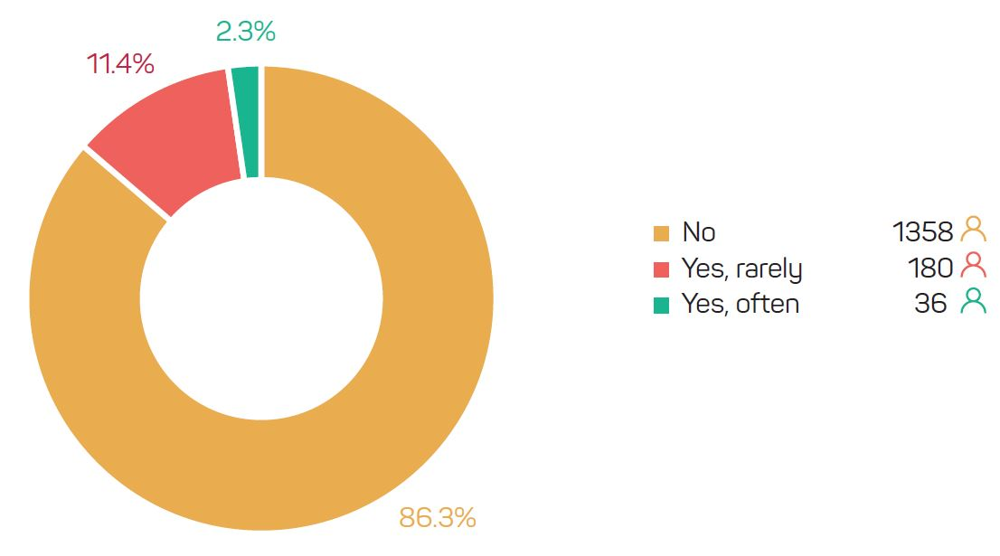 2.3%
11.4%
No 1358
Yes, rarely 180
Yes, often 36
86.3%